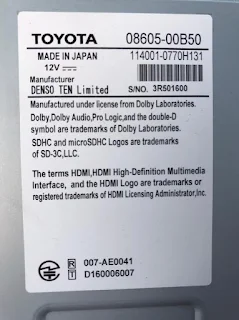 TOYOTA 08605-00B50
MADE IN JAPAN 114001-0770H131
12V
Manufacturer
DENSO TEN Limited S/NO. 3R501600
Manufactured under license from Dolby Laboratories.
Dolby,Dolby Audio,Pro Logic,and the double-D
symbol are trademarks of Dolby Laboratories.
SDHC and microSDHC Logos are trademarks
of SD-3C,LLC.
The terms HDMI,HDMI High-Definition Multimedia
Interface, and the HDMI Logo are trademarks or
registered trademarks of HDMI Licensing Administrator,Inc.
R 007-AE0041
T D160006007